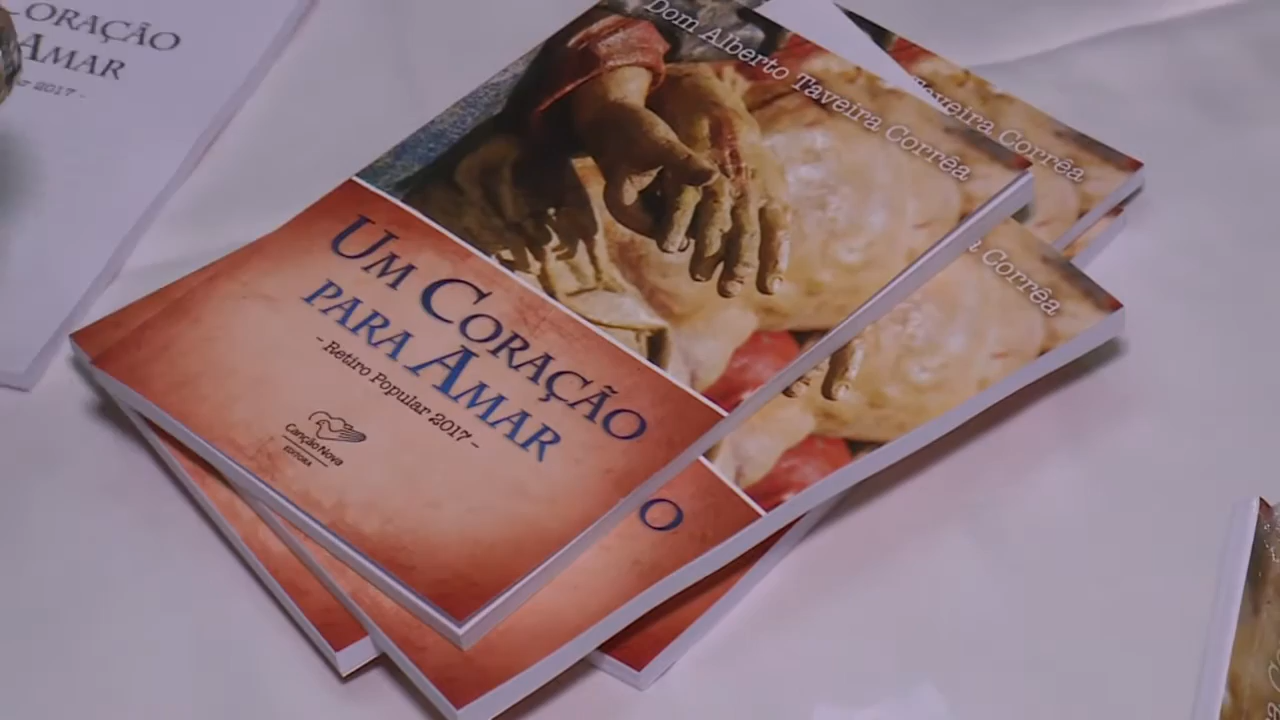 ORAÇÃO
AMAR
2017 -
Dom Alberto Taveira Corrêa
UM CORAÇÃO
PARA AMAR
- Retiro Popular 2017 -
Canção Nova
EDITORA
Taveira Corrêa
Corrêa
O